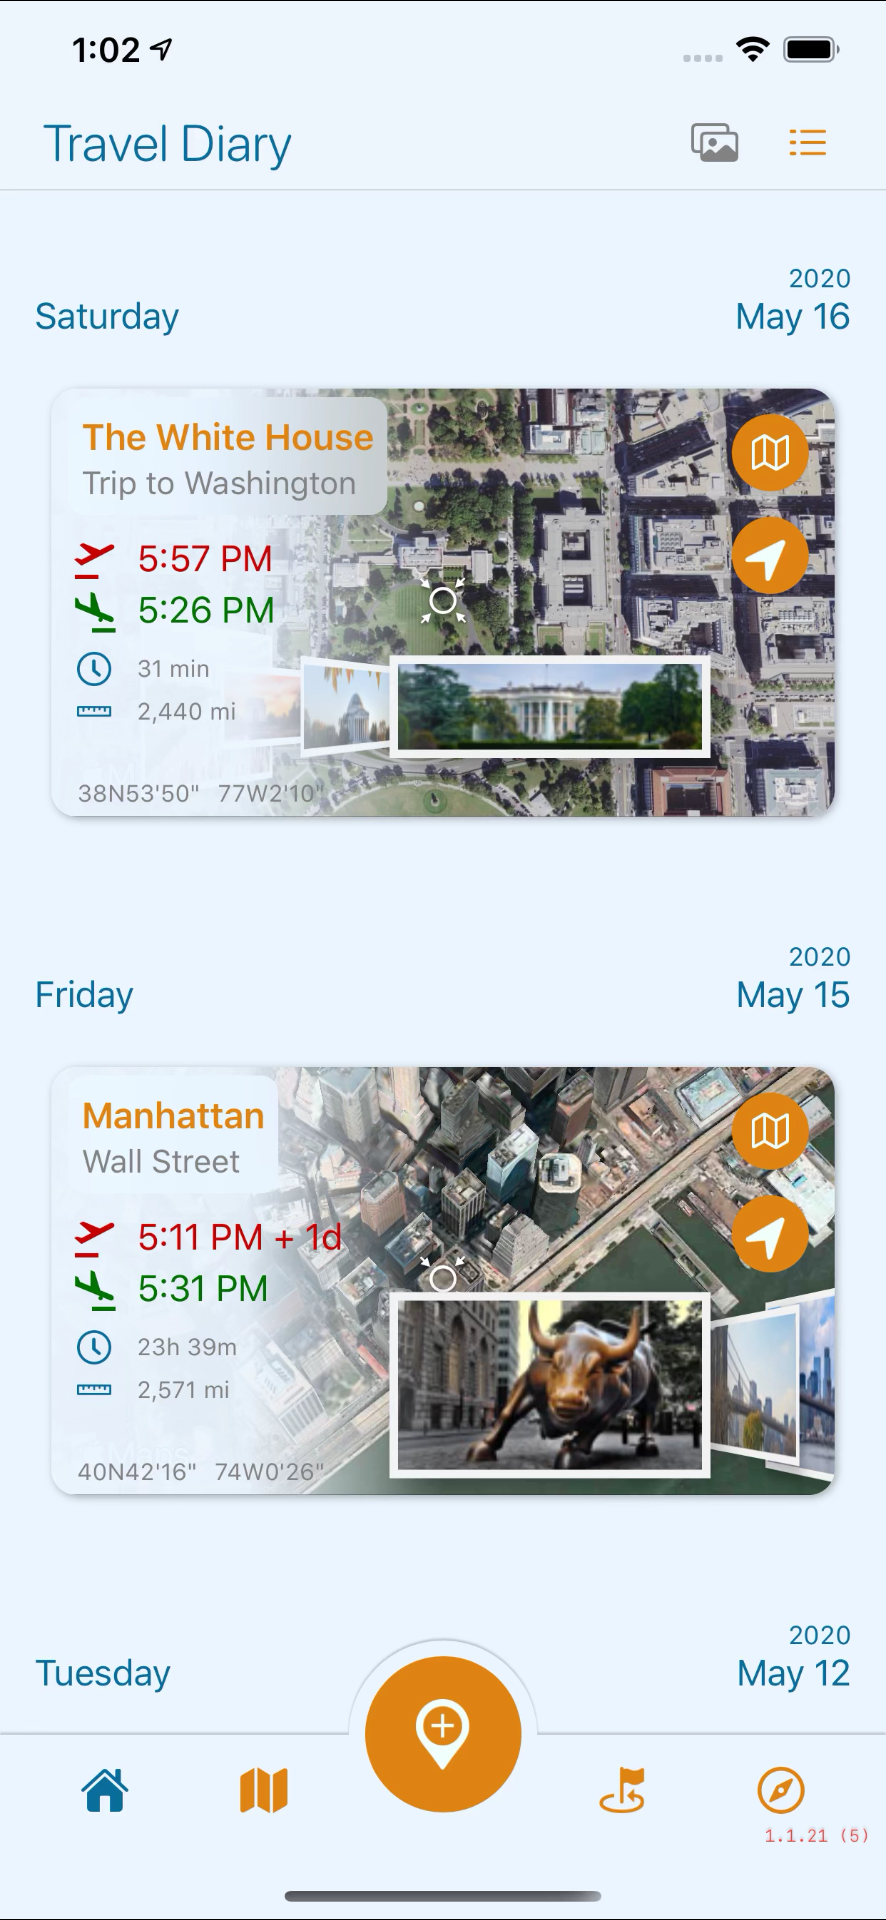 1:02
Travel Diary
2020
Saturday May 16
The White House
Trip to Washington
5:57 PM
5:26 PM
31 min
2,440 mi
38N53'50" 77W2'10"
2020
Friday May 15
Manhattan
Wall Street
5:11 PM + 1d
5:31 PM
23h 39m
2,571 mi
Maps
40N42'16" 74W0'26"
2020
Tuesday May 12
1.1.21 (5)